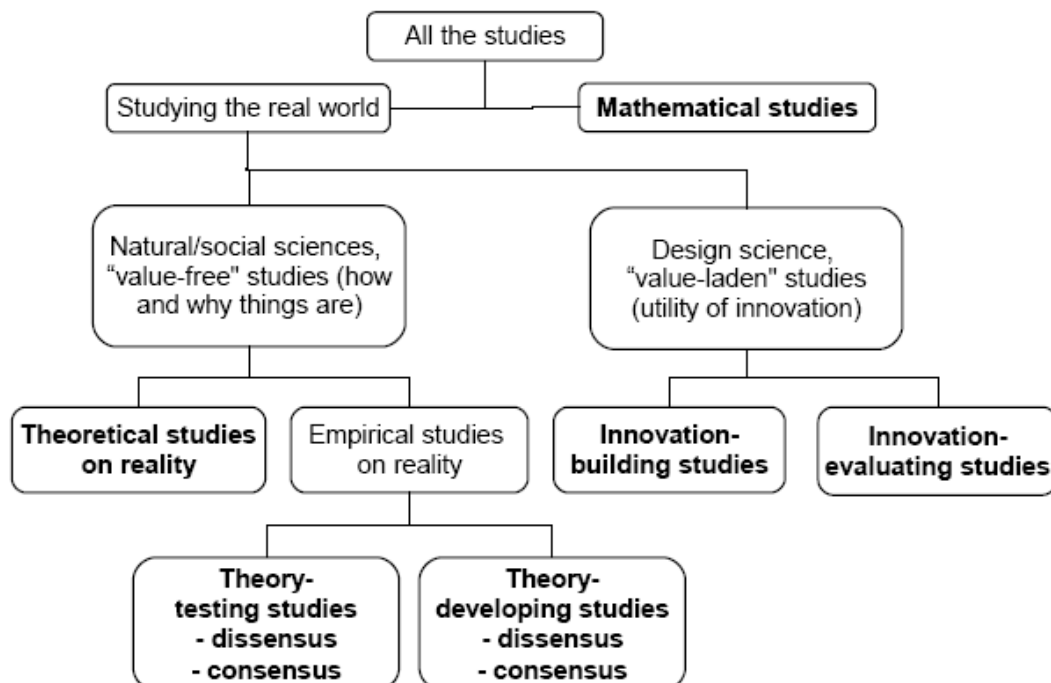 All the studies
Studying the real world
Mathematical studies
Natural/social sciences,
“value-free" studies (how
and why things are)
Design science,
“value-laden" studies
(utility of innovation)
Theoretical studies
on reality
Empirical studies
on reality
Innovation-
building studies
Innovation-
evaluating studies
Theory-
testing studies
- dissensus
- consensus
Theory-
developing studies
- dissensus
- consensus